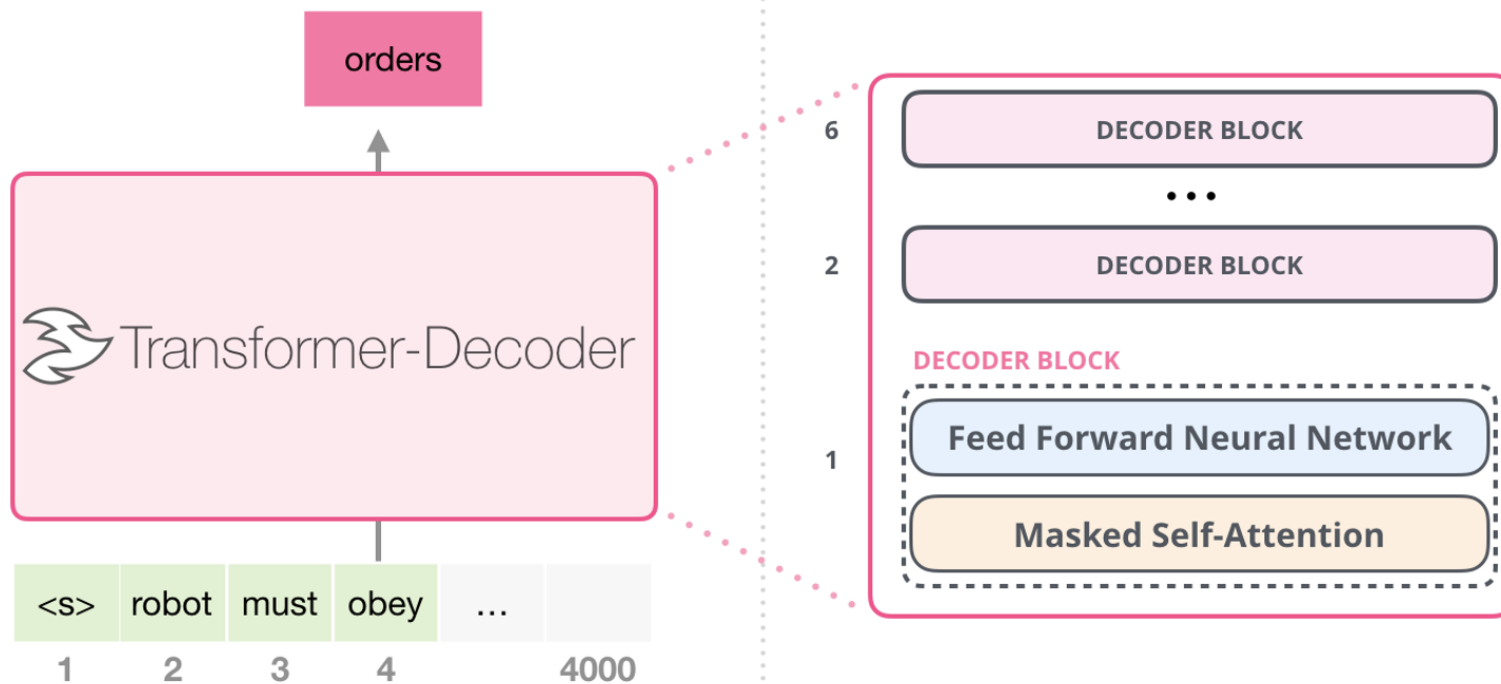 orders
Transformer-Decoder
<s> robot must obey ...
1 2 3 4 4000
6 DECODER BLOCK
...
2 DECODER BLOCK
DECODER BLOCK
1
Feed Forward Neural Network
Masked Self-Attention